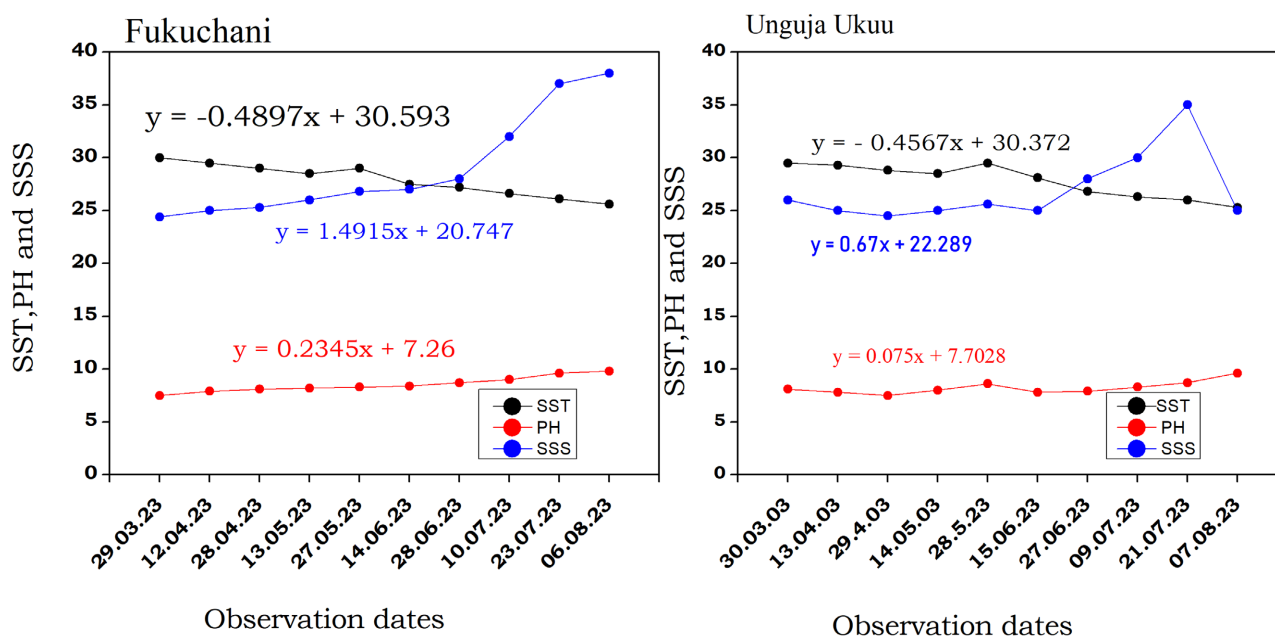 Fukuchani
SST,PH and SSS
40
35
30
25
20
15
10
5
0
y = -0.4897x + 30.593
y = 1.4915x + 20.747
y = 0.2345x + 7.26
SST
PH
SSS
29.03.23
12.04.23
28.04.23
13.05.23
27.05.23
14.06.23
28.06.23
10.07.23
23.07.23
06.08.23
Observation dates
Unguja Ukuu
SST,PH and SSS
40
35
30
25
20
15
10
5
0
y = - 0.4567x + 30.372
y = 0.67x + 22.289
y = 0.075x + 7.7028
SST
PH
SSS
30.03.03
13.04.03
29.4.03
14.05.03
28.5.23
15.06.23
27.06.23
09.07.23
21.07.23
07.08.23
Observation dates